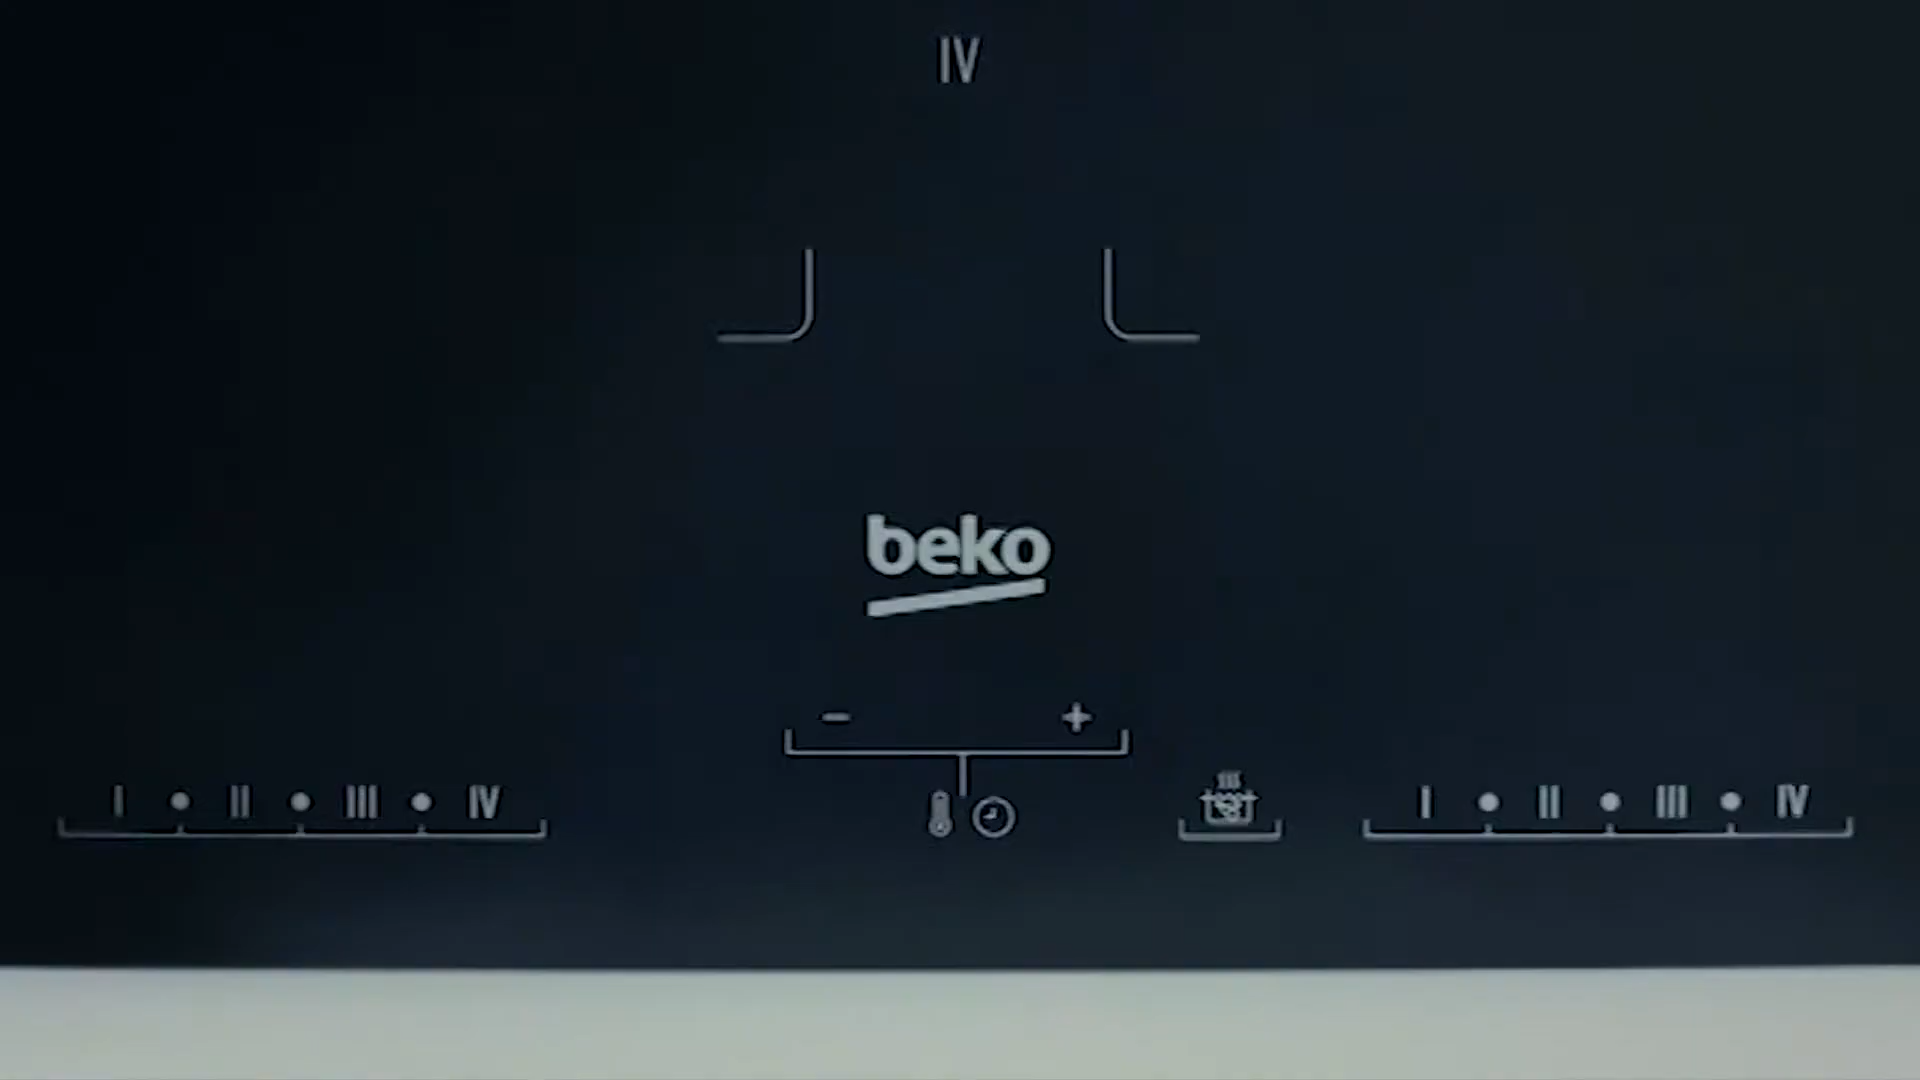 IV
beko
- +
I • II • III • IV
I • II • III • IV